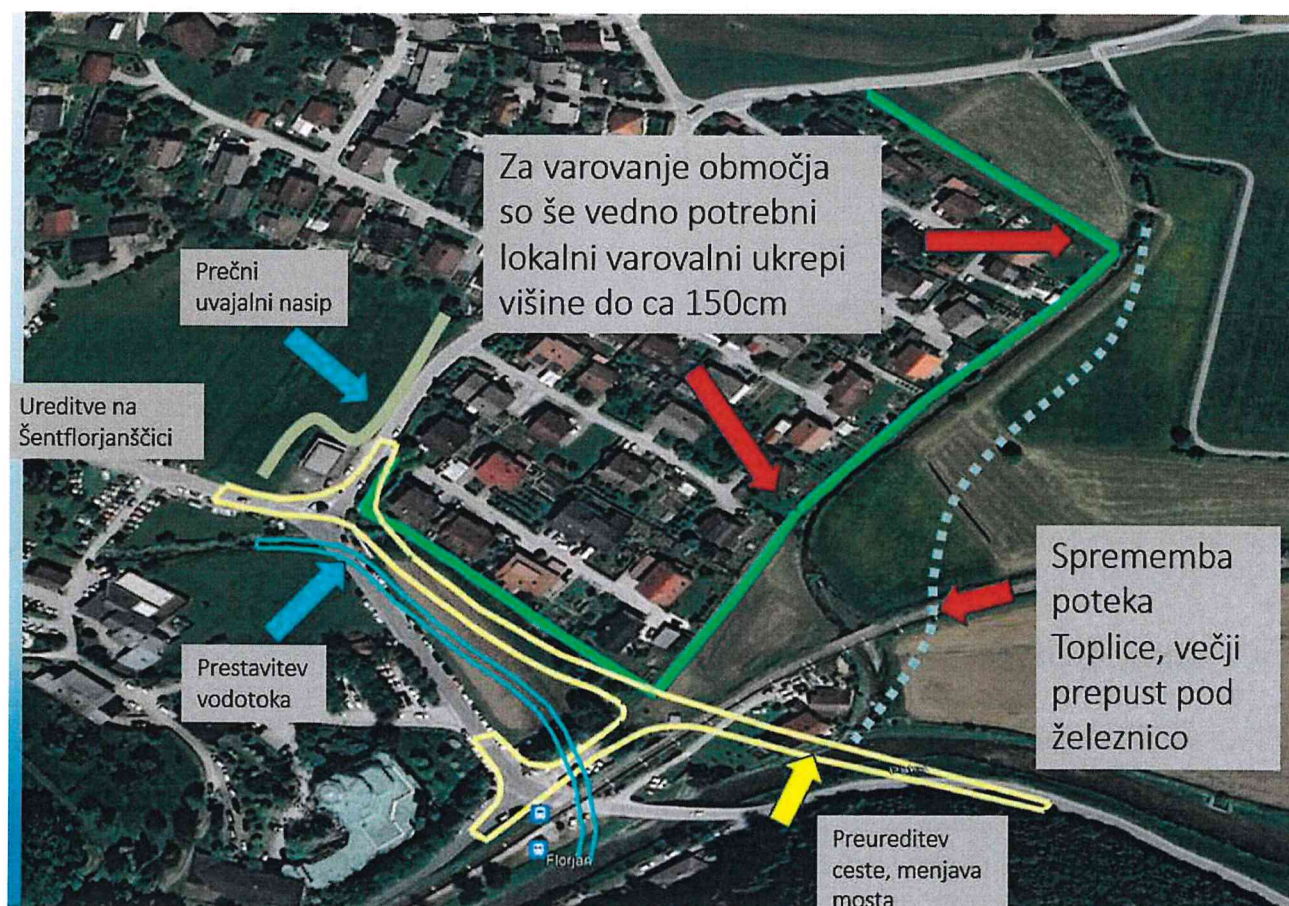 Za varovanje območja
so še vedno potrebni
lokalni varovalni ukrepi
višine do ca 150cm
Prečni
uvajalni nasip
Ureditve na
Šentflorjanščici
Prestavitev
vodotoka
Sprememba
poteka
Toplice, večji
prepust pod
železnico
Preureditev
ceste, menjava
mosta
Florjan